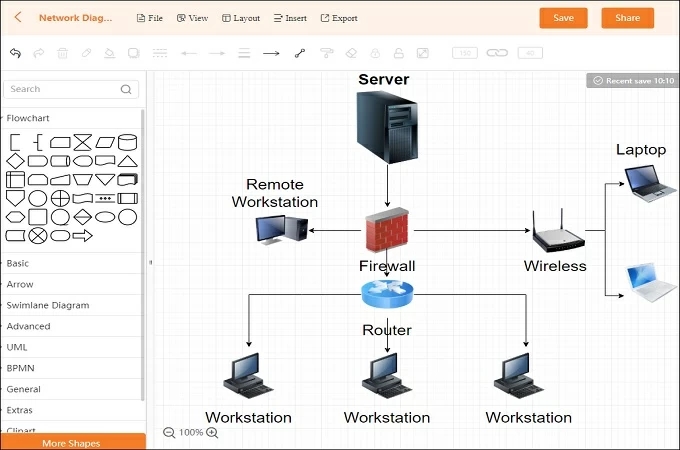 Network Diag...
File
View
Layout
Insert
Export
Save
Share
Recent save 10:10
Search
Flowchart
Basic
Arrow
Swimlane Diagram
Advanced
UML
BPMN
General
Extras
Clipart
More Shapes
100%
Server
Laptop
Remote
Workstation
Firewall
Wireless
Router
Workstation
Workstation
Workstation